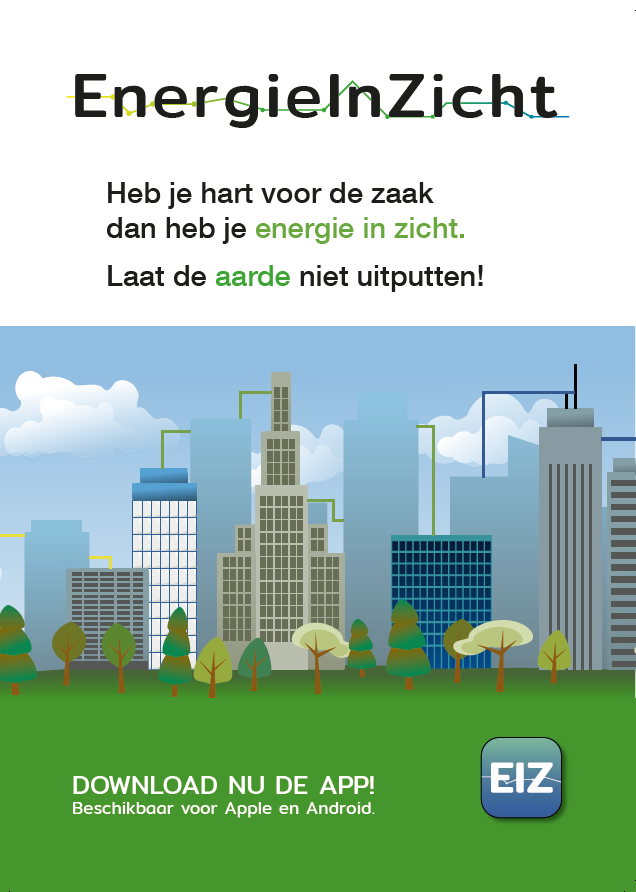 EnergieInZicht
Heb je hart voor de zaak
dan heb je energie in zicht.
Laat de aarde niet uitputten!
DOWNLOAD NU DE APP!
Beschikbaar voor Apple en Android.
EIZ